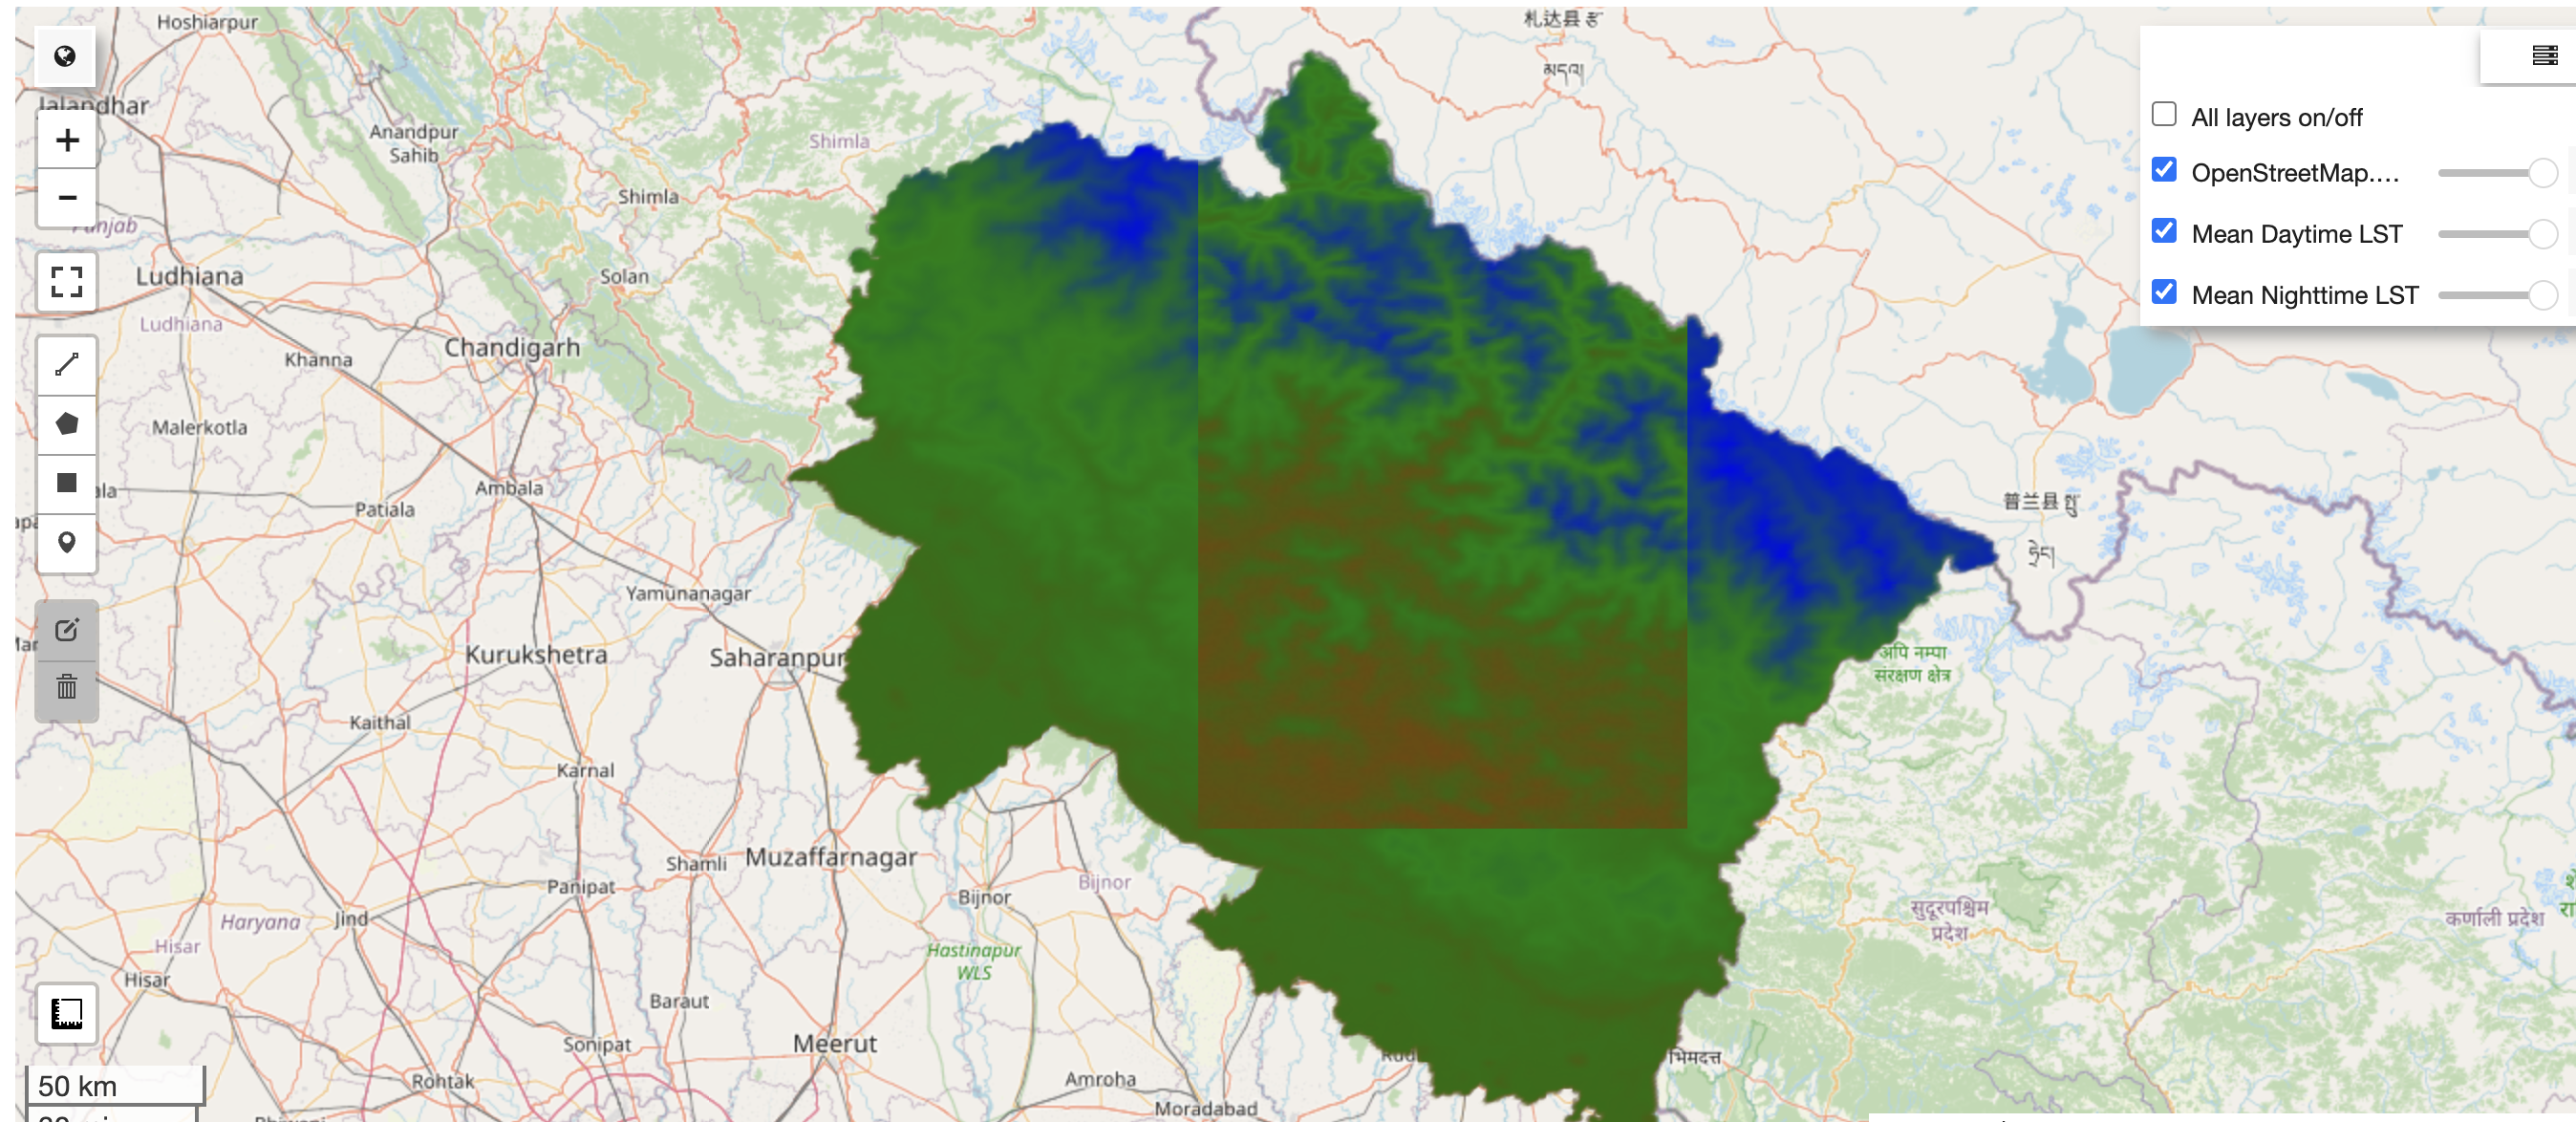 Hoshiarpur
札达县 ཙཱ་
མདའ།
Jalandhar
Anandpur
Sahib
Shimla
Shimla
Punjab
Ludhiana
Solan
Ludhiana
Khanna
Chandigarh
Malerkotla
Ambala
Patiala
Yamunanagar
Kurukshetra
Saharanpur
Kaithal
Karnal
Shamli
Muzaffarnagar
Panipat
Bijnor
Bijnor
Haryana
Jind
Hisar
Hisar
Hastinapur
WLS
Baraut
Sonipat
Meerut
Rohtak
Amroha
Moradabad
普兰县
अपि नम्पा
संरक्षण क्षेत्र
सुदूरपश्चिम
प्रदेश
कर्णाली प्रदेश
भिमदत्त
All layers on/off
OpenStreetMap....
Mean Daytime LST
Mean Nighttime LST
+
−
50 km